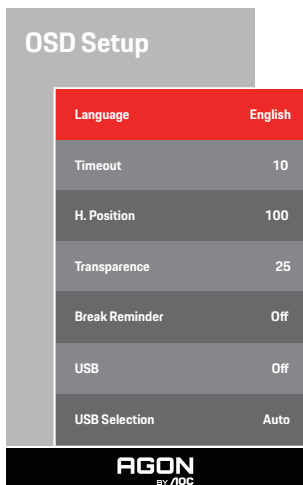 OSD Setup
Language English
Timeout 10
H. Position 100
Transparence 25
Break Reminder Off
USB Off
USB Selection Auto
AGON
BY AOC